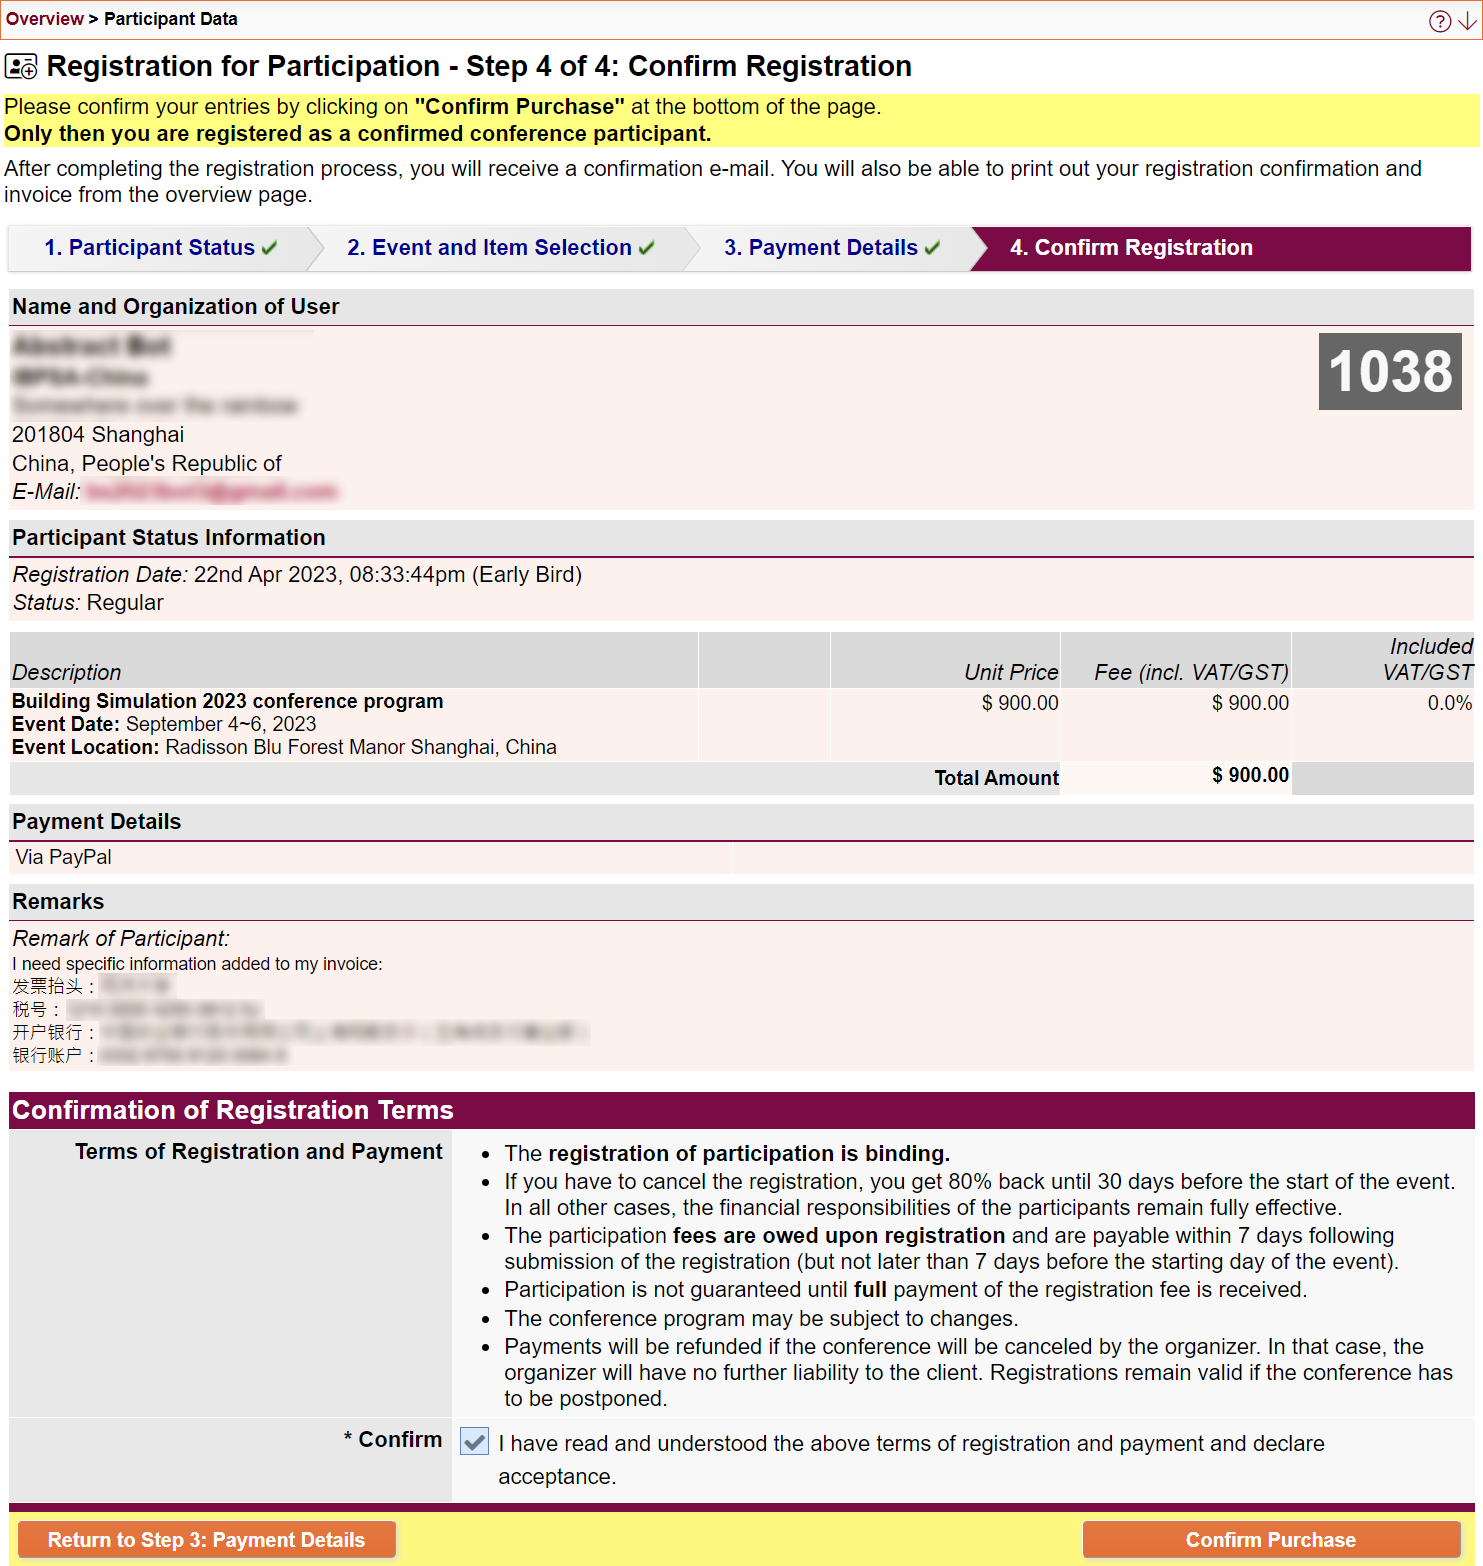 Overview > Participant Data
Registration for Participation - Step 4 of 4: Confirm Registration
Please confirm your entries by clicking on "Confirm Purchase" at the bottom of the page.
Only then you are registered as a confirmed conference participant.
After completing the registration process, you will receive a confirmation e-mail. You will also be able to print out your registration confirmation and
invoice from the overview page.
1. Participant Status
2. Event and Item Selection
3. Payment Details
4. Confirm Registration
Name and Organization of User
1038
201804 Shanghai
China, People's Republic of
E-Mail:
Participant Status Information
Registration Date: 22nd Apr 2023, 08:33:44pm (Early Bird)
Status: Regular
Description Unit Price Fee (incl. VAT/GST) Included VAT/GST
Building Simulation 2023 conference program $ 900.00 $ 900.00 0.0%
Event Date: September 4~6, 2023
Event Location: Radisson Blu Forest Manor Shanghai, China
Total Amount $ 900.00
Payment Details
Via PayPal
Remarks
Remark of Participant:
I need specific information added to my invoice:
发票抬头：
税号：
开户银行：
银行账户：
Confirmation of Registration Terms
Terms of Registration and Payment
• The registration of participation is binding.
• If you have to cancel the registration, you get 80% back until 30 days before the start of the event.
In all other cases, the financial responsibilities of the participants remain fully effective.
• The participation fees are owed upon registration and are payable within 7 days following
submission of the registration (but not later than 7 days before the starting day of the event).
• Participation is not guaranteed until full payment of the registration fee is received.
• The conference program may be subject to changes.
• Payments will be refunded if the conference will be canceled by the organizer. In that case, the
organizer will have no further liability to the client. Registrations remain valid if the conference has
to be postponed.
* Confirm
I have read and understood the above terms of registration and payment and declare
acceptance.
Return to Step 3: Payment Details
Confirm Purchase